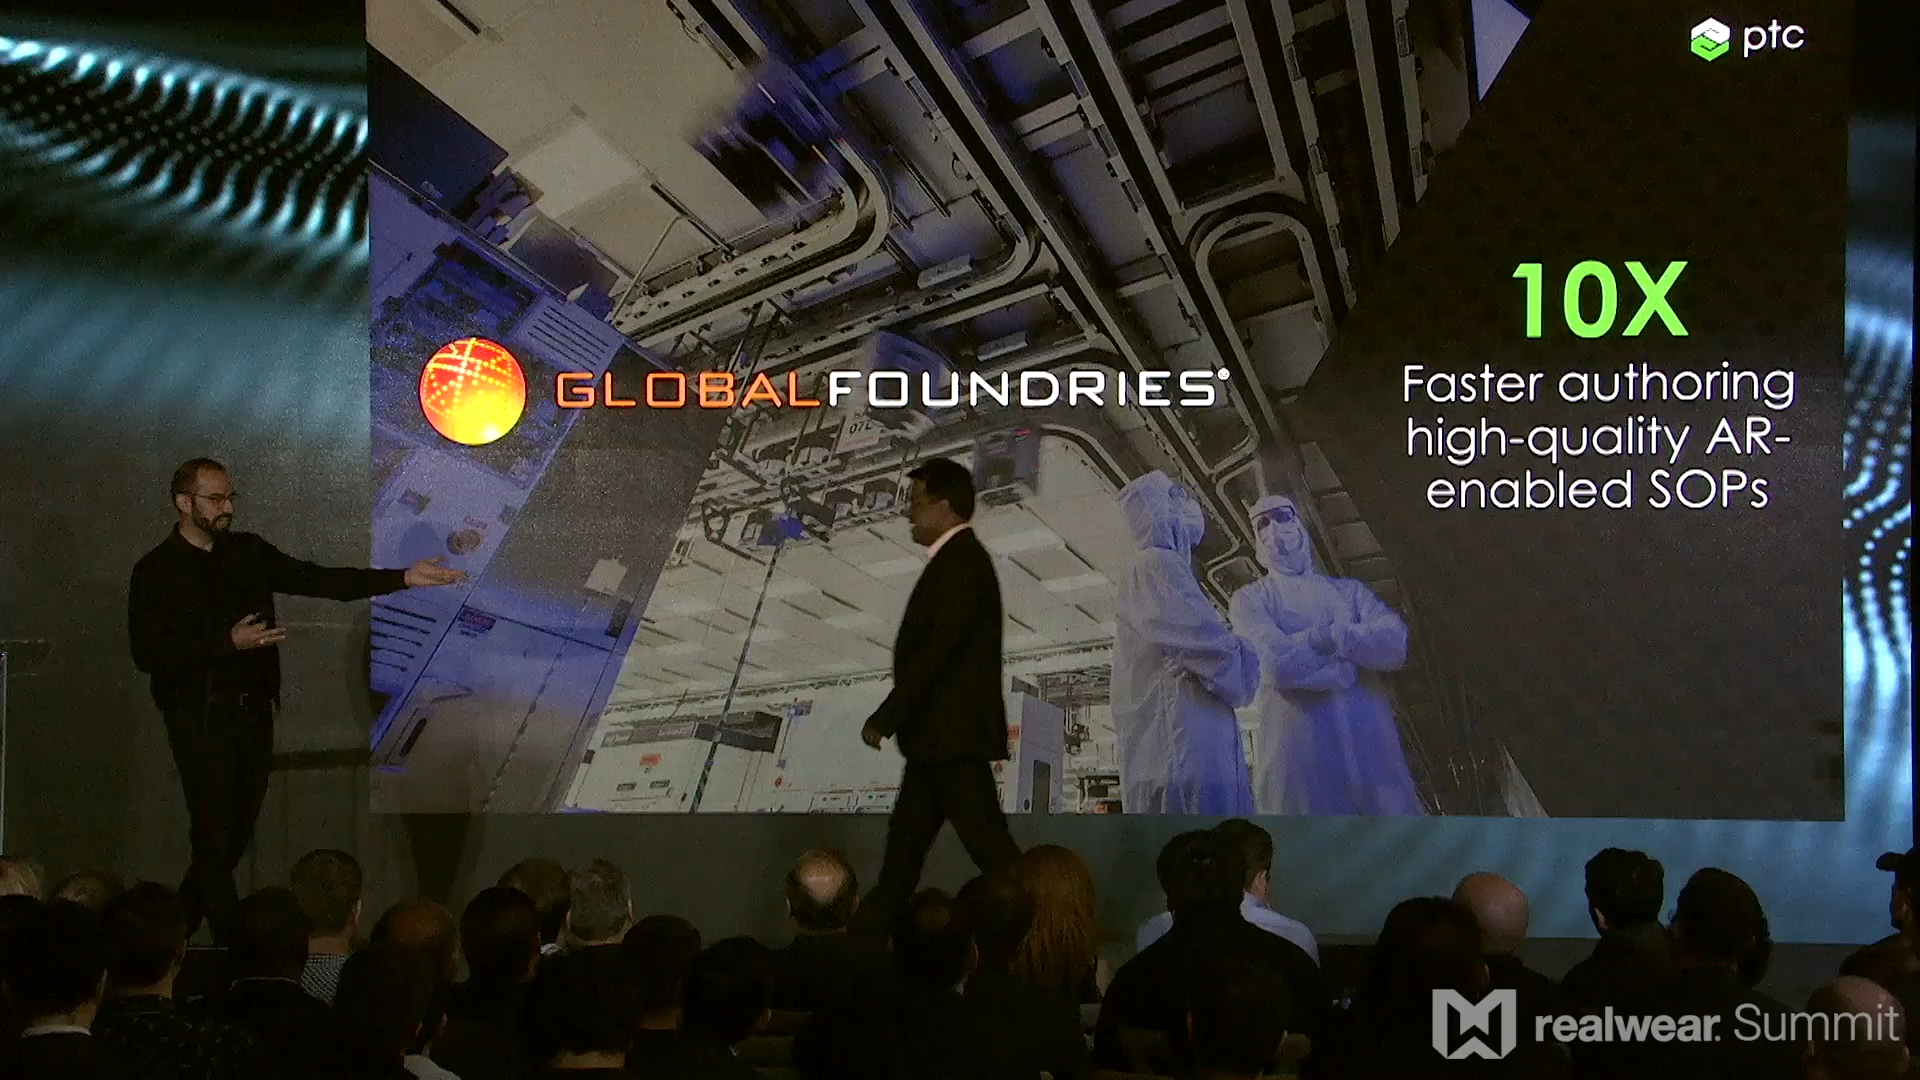 ptc
10X
GLOBALFOUNDRIES®
Faster authoring
high-quality AR-
enabled SOPs
realwear. Summit